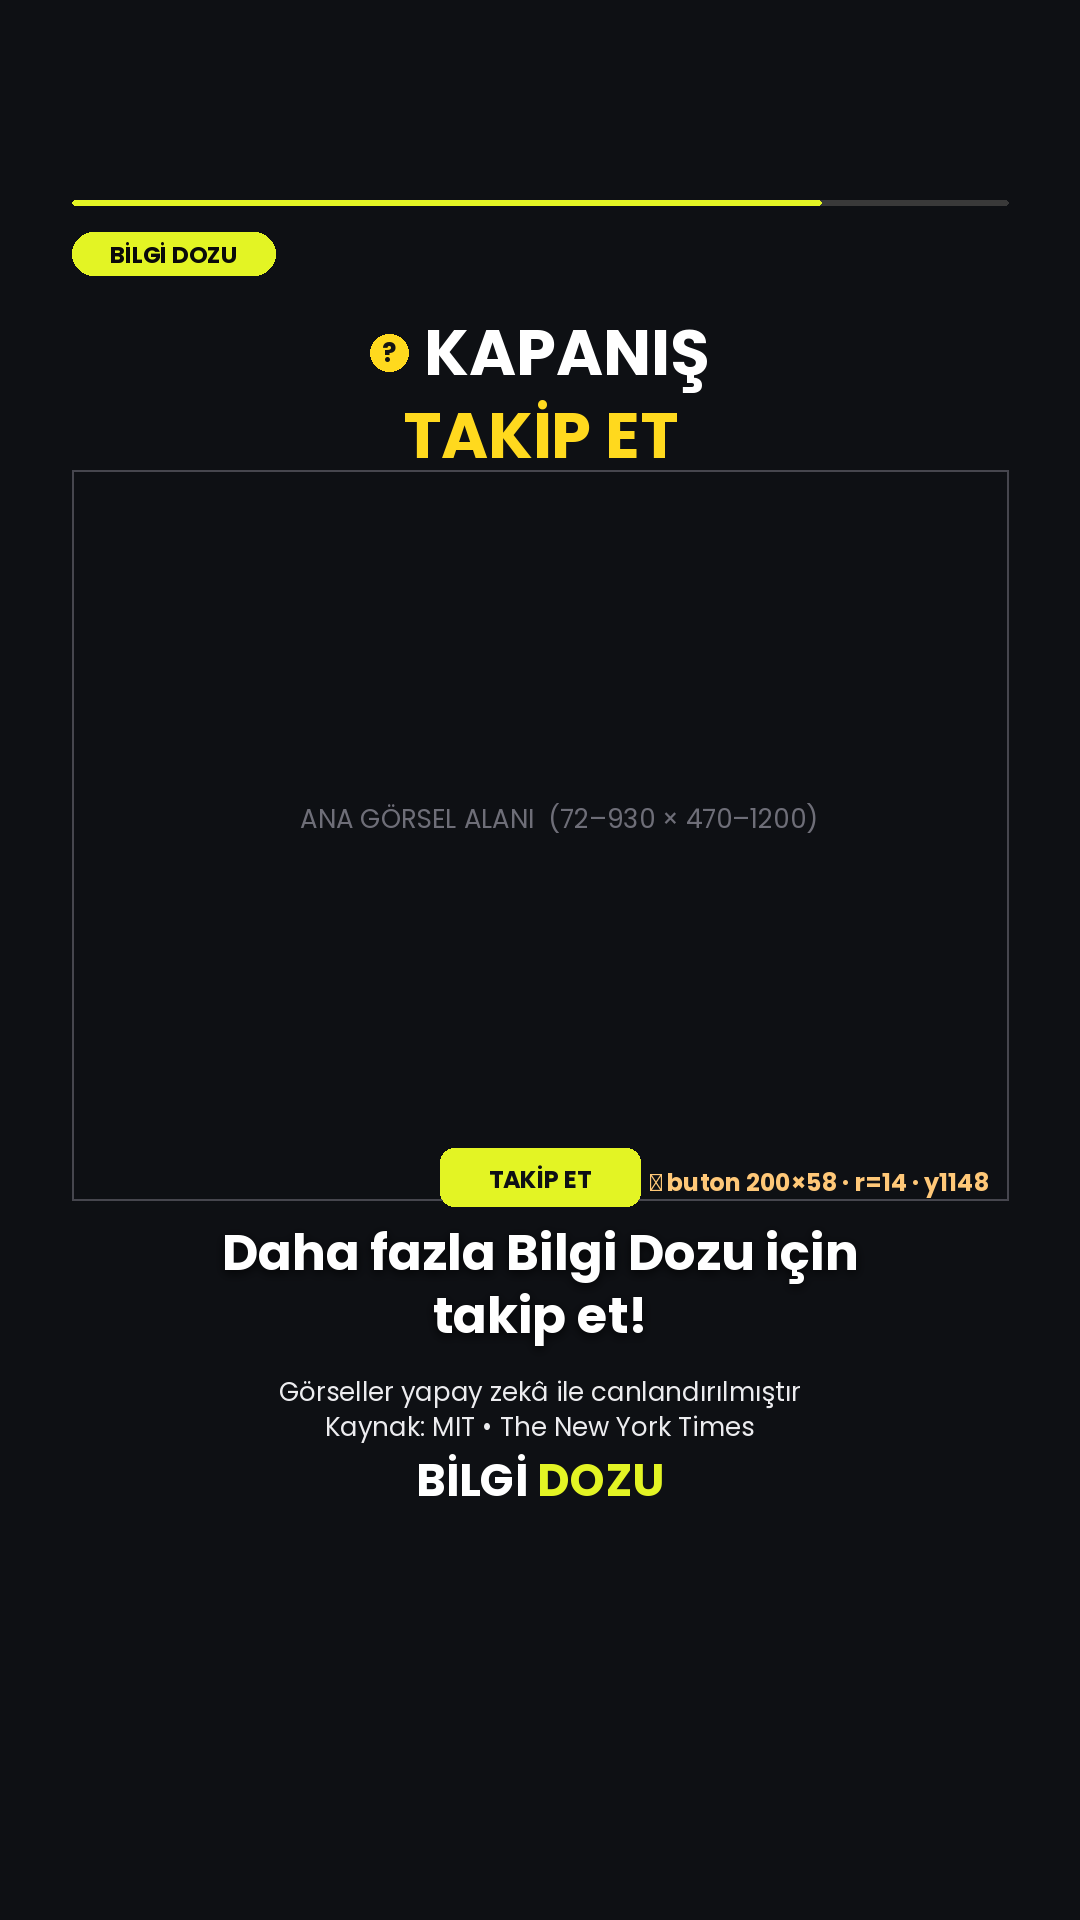 BİLGİ DOZU
? KAPANIŞ
TAKİP ET
ANA GÖRSEL ALANI (72–930 × 470–1200)
TAKİP ET
buton 200×58 · r=14 · y1148
Daha fazla Bilgi Dozu için
takip et!
Görseller yapay zekâ ile canlandırılmıştır
Kaynak: MIT • The New York Times
BİLGİ DOZU